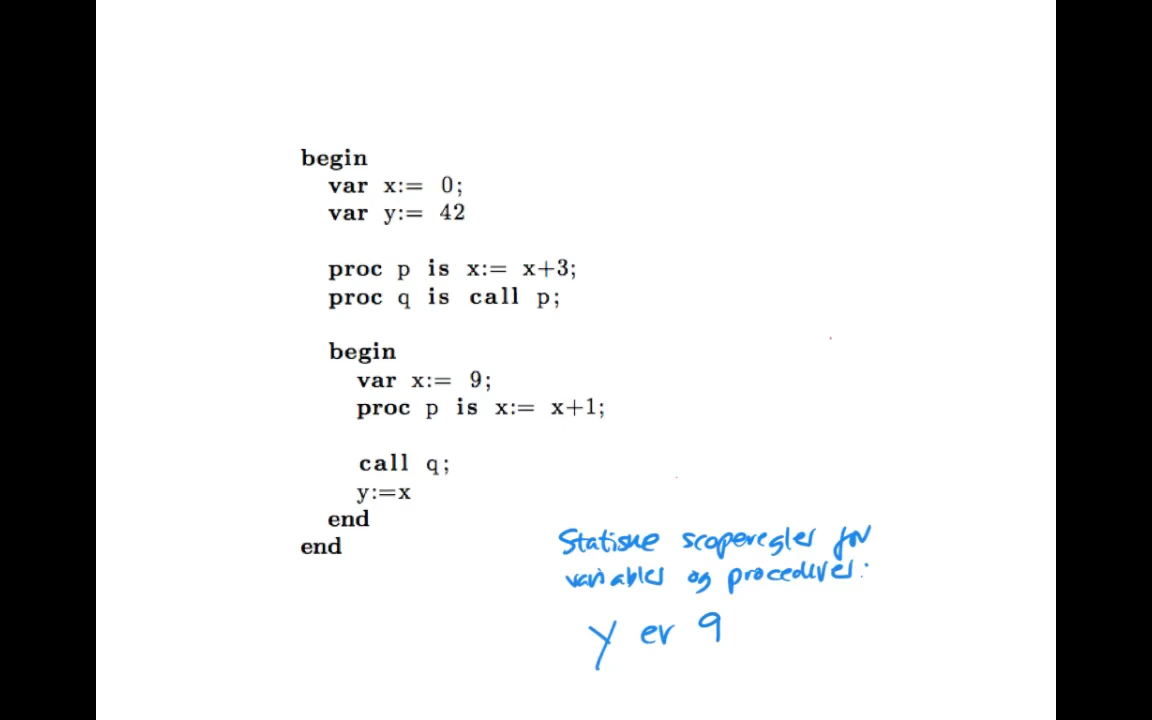 begin
var x:= 0;
var y:= 42
proc p is x:= x+3;
proc q is call p;
begin
var x:= 9;
proc p is x:= x+1;
call q;
y:=x
end
end
Statiske scoperegler for
variables og procedures:
y er 9